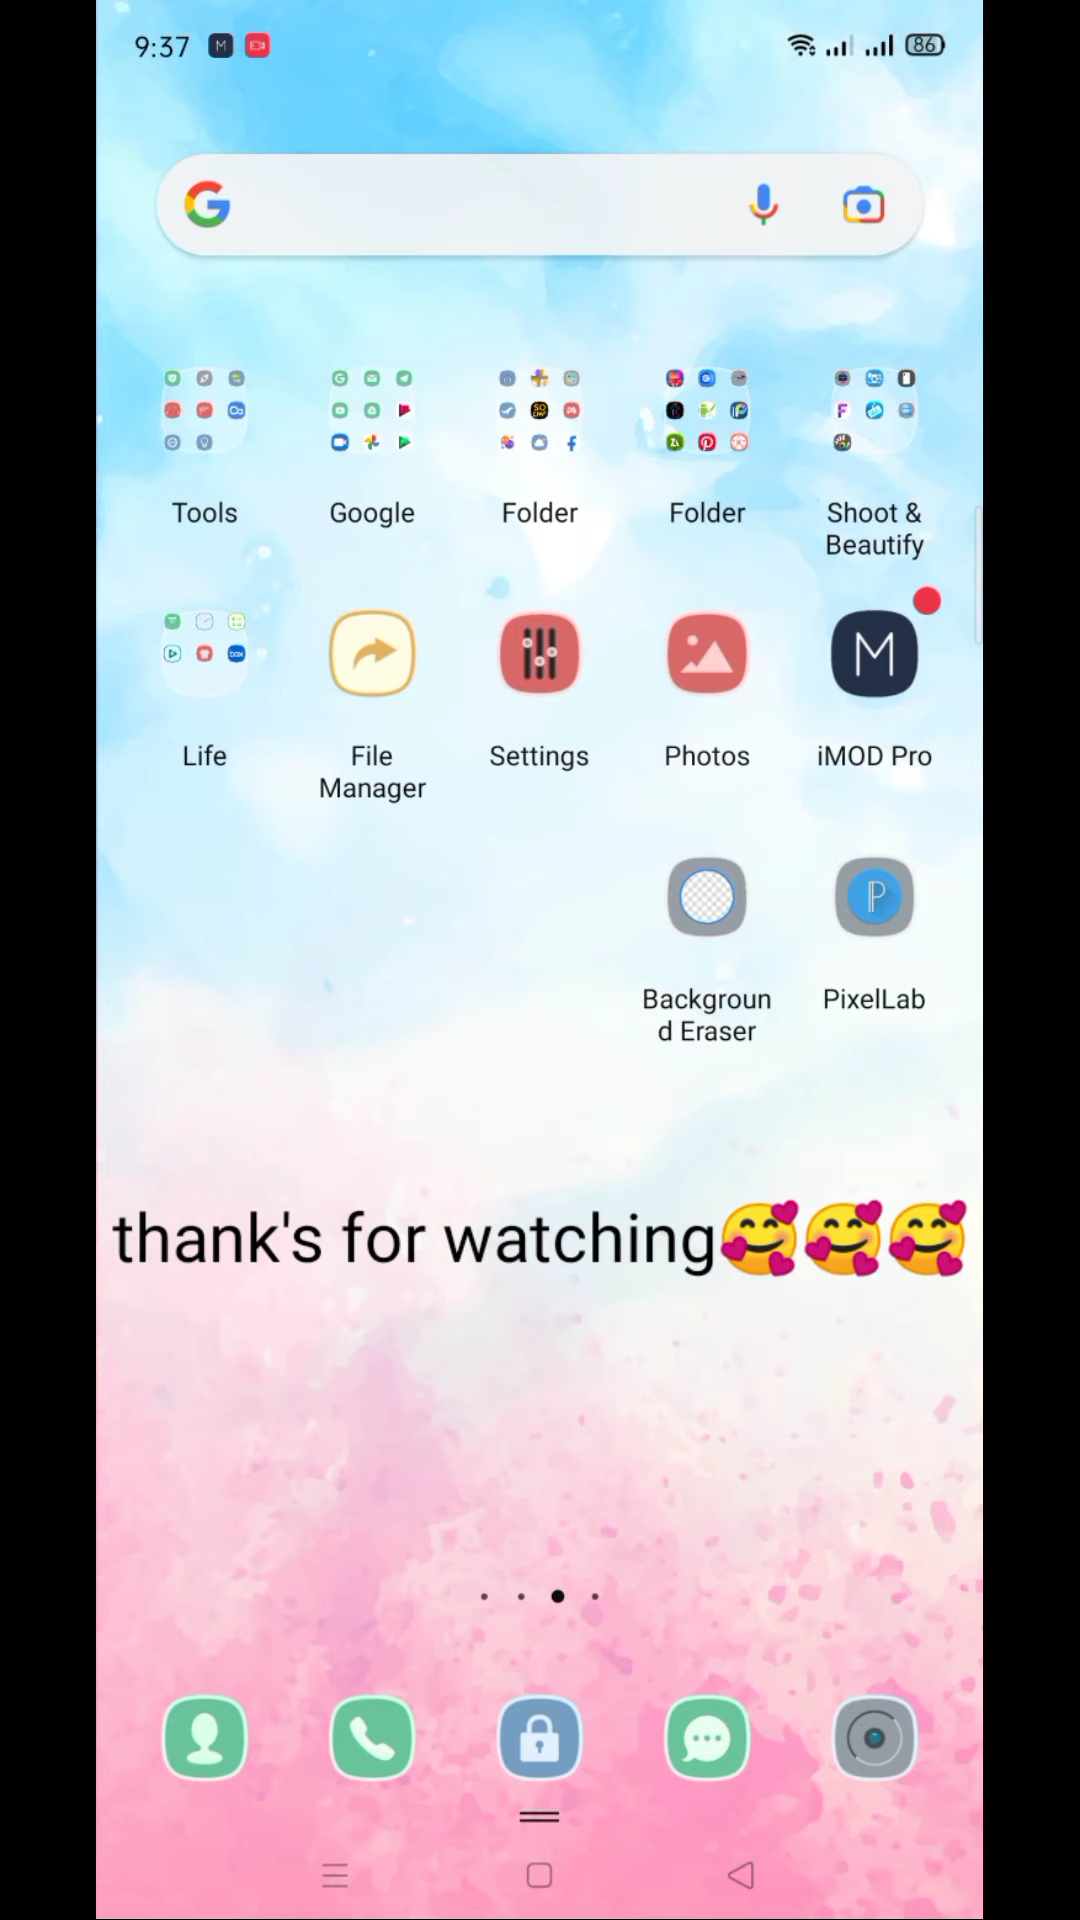 9:37 M 86
G
Tools Google Folder Folder Shoot &
Beautify
Life File
Manager Settings Photos iMOD Pro
M
Backgroun
d Eraser PixelLab
P
thank's for watching🥰🥰🥰